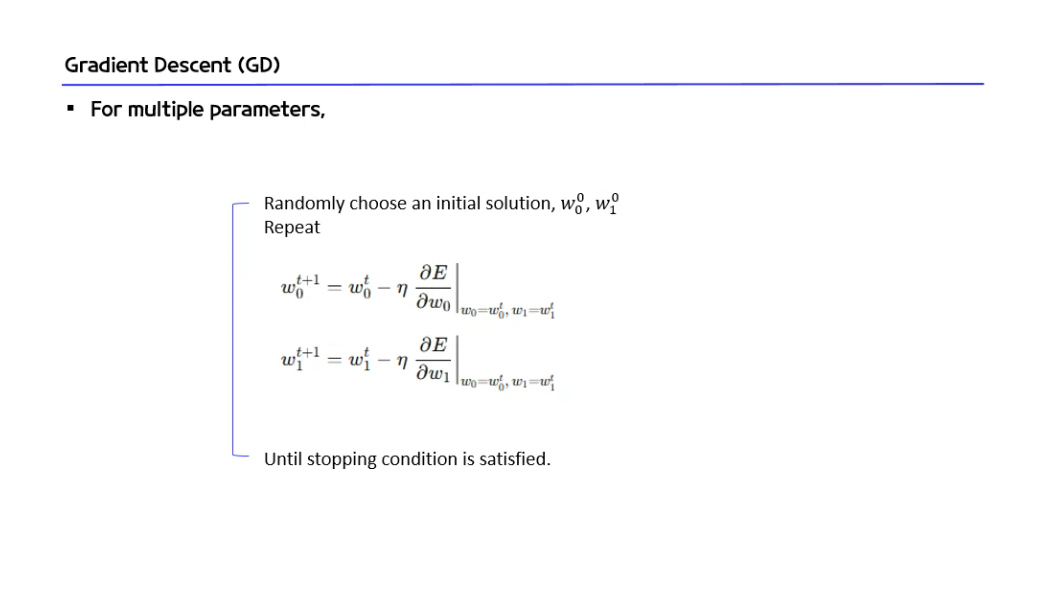 Gradient Descent (GD)
▪ For multiple parameters,
Randomly choose an initial solution, $w_0^0, w_1^0$
Repeat
$w_0^{t+1} = w_0^t - \eta \left. \frac{\partial E}{\partial w_0} \right|_{w_0=w_0^t, w_1=w_1^t}$
$w_1^{t+1} = w_1^t - \eta \left. \frac{\partial E}{\partial w_1} \right|_{w_0=w_0^t, w_1=w_1^t}$
Until stopping condition is satisfied.